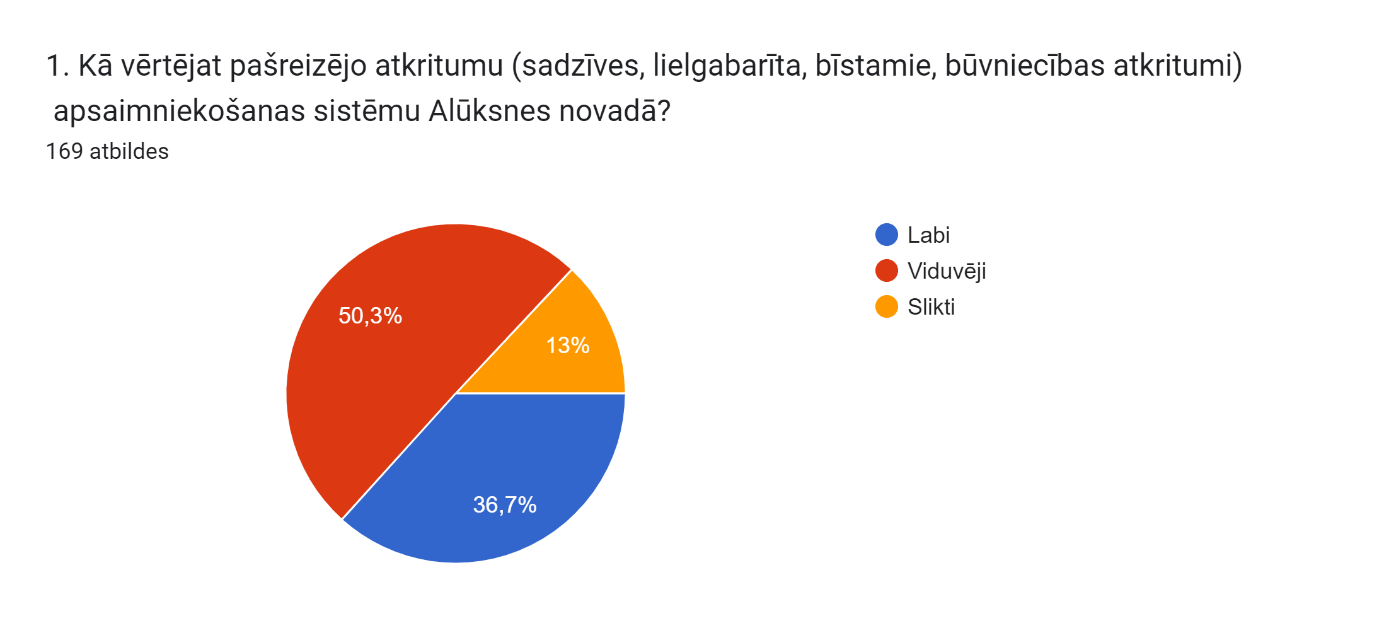 1. Kā vērtējat pašreizējo atkritumu (sadzīves, lielgabarīta, bīstamie, būvniecības atkritumi)
apsaimniekošanas sistēmu Alūksnes novadā?
169 atbildes
Labi
Viduvēji
Slikti
50,3%
13%
36,7%